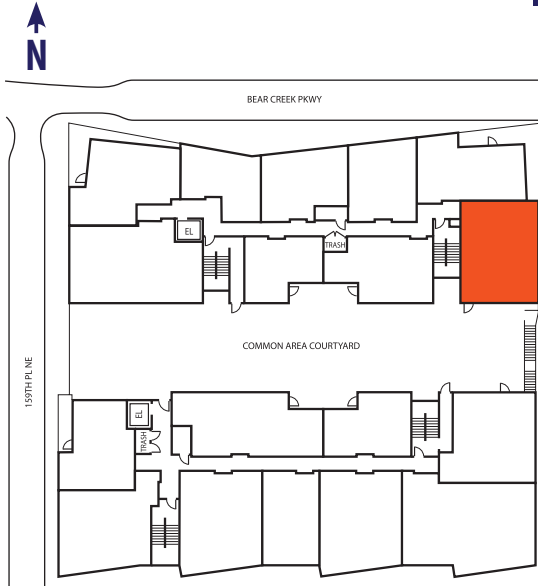 N
BEAR CREEK PKWY
EL
TRASH
COMMON AREA COURTYARD
159TH PL NE
EL
TRASH